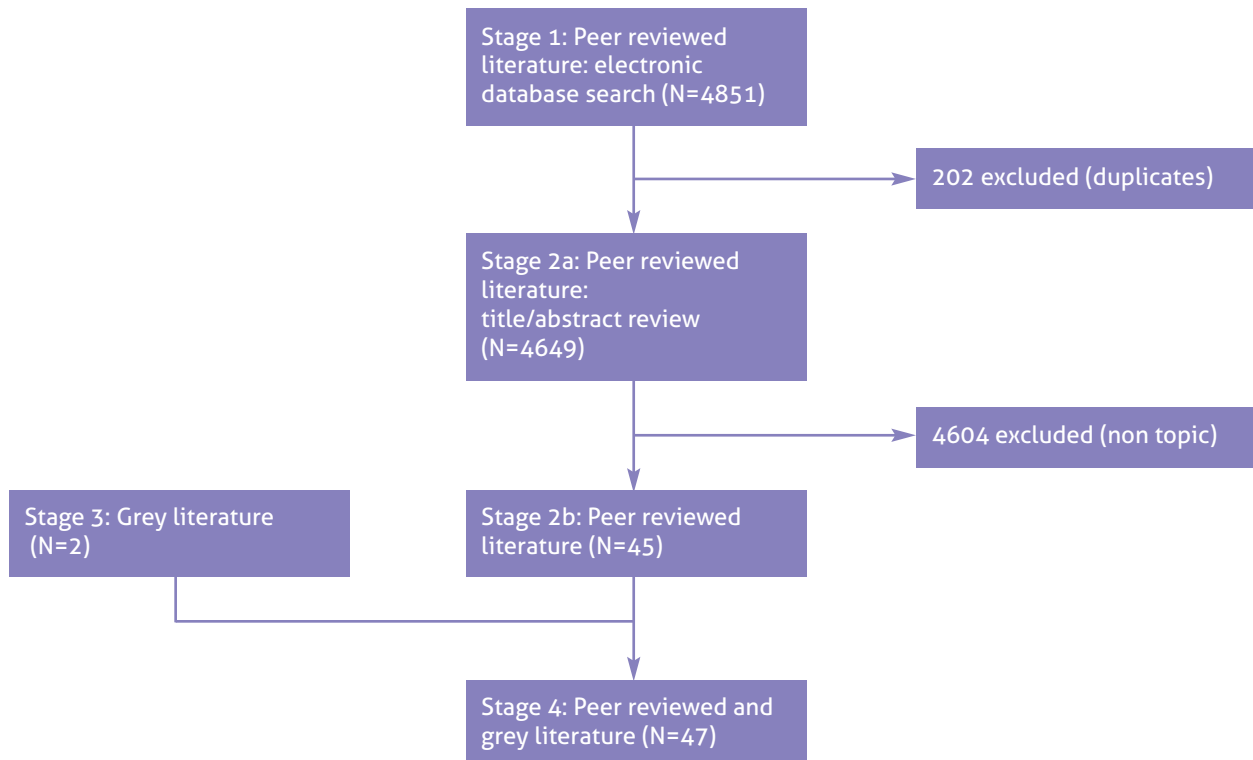 Stage 1: Peer reviewed
literature: electronic
database search (N=4851)
202 excluded (duplicates)
Stage 2a: Peer reviewed
literature:
title/abstract review
(N=4649)
4604 excluded (non topic)
Stage 3: Grey literature
(N=2)
Stage 2b: Peer reviewed
literature (N=45)
Stage 4: Peer reviewed and
grey literature (N=47)